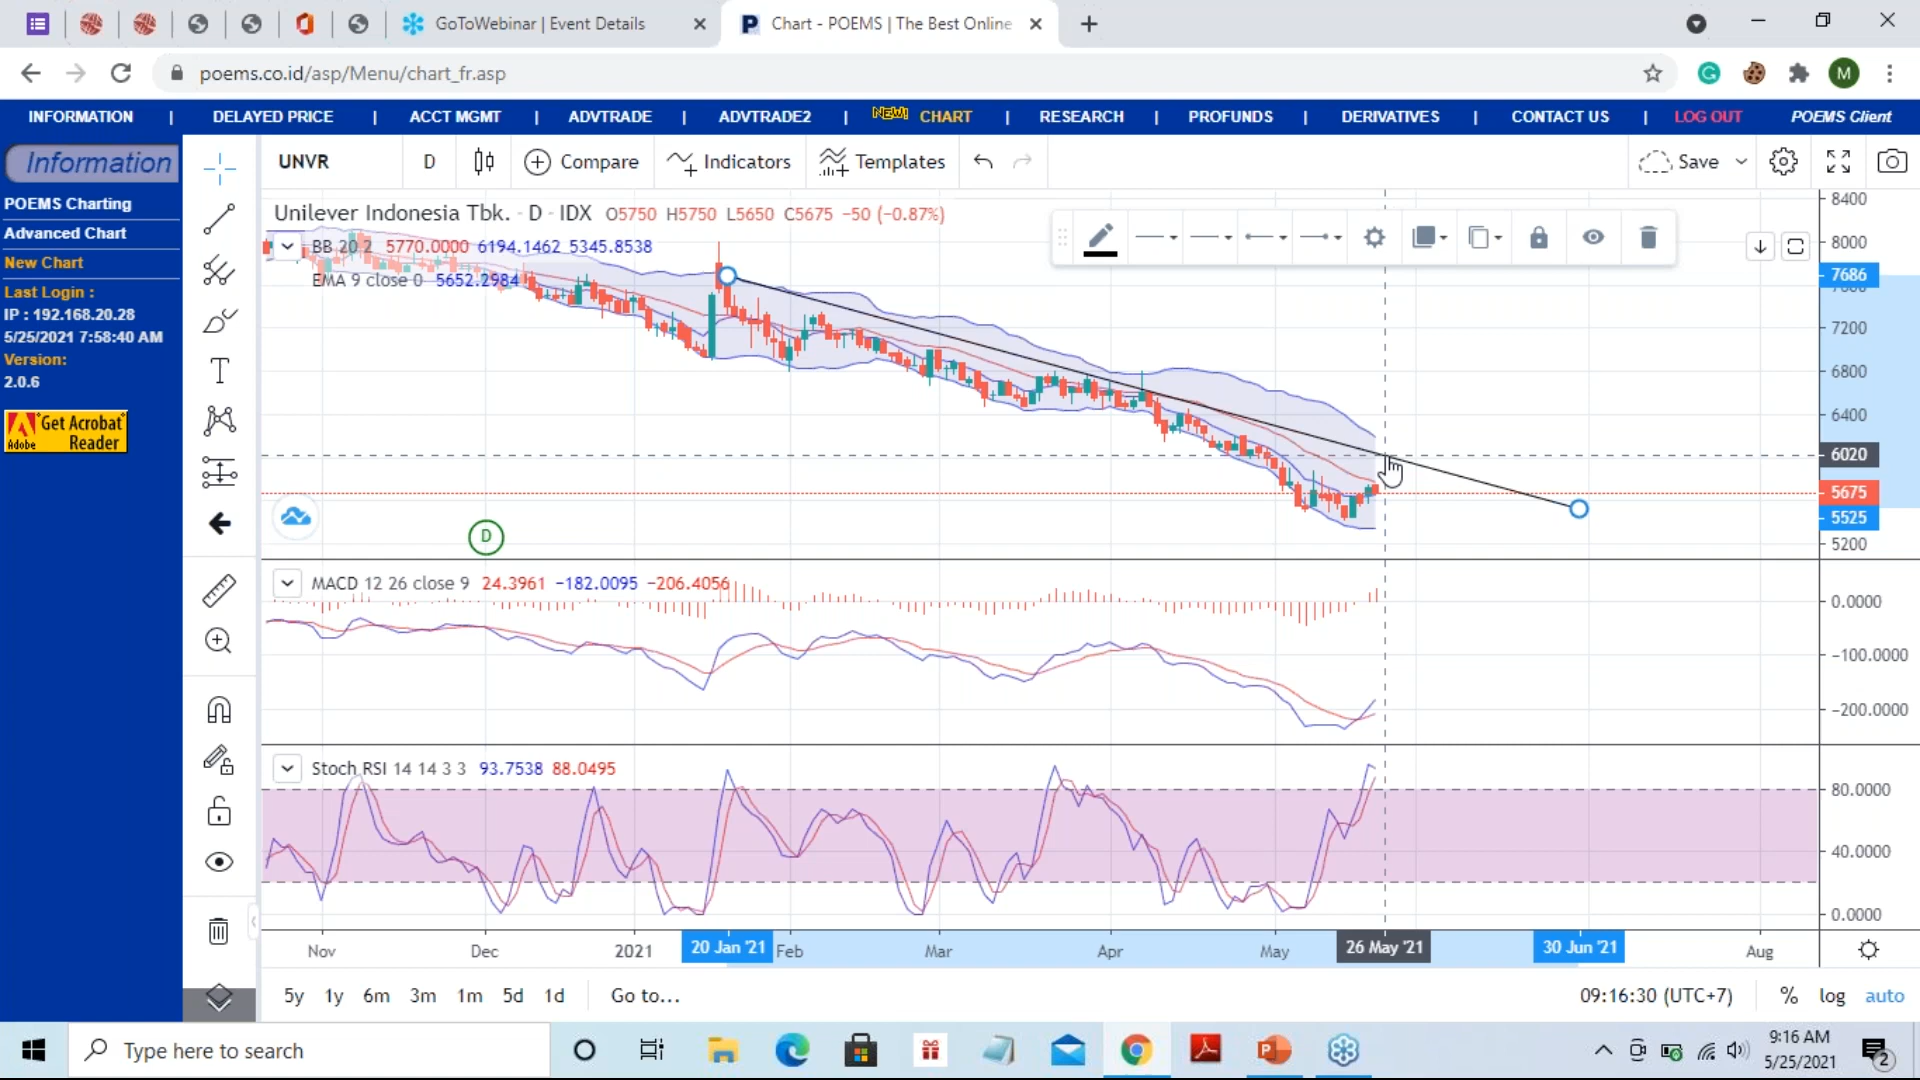 GoToWebinar | Event Details
Chart - POEMS | The Best Online
poems.co.id/asp/Menu/chart_fr.asp
M
INFORMATION | DELAYED PRICE | ACCT MGMT | ADVTRADE | ADVTRADE2 | NEW! CHART | RESEARCH | PROFUNDS | DERIVATIVES | CONTACT US | LOG OUT POEMS Client
Information
POEMS Charting
Advanced Chart
New Chart
Last Login :
IP : 192.168.20.28
5/25/2021 7:58:40 AM
Version:
2.0.6
Get Acrobat
Adobe Reader
UNVR D Compare Indicators Templates Save
Unilever Indonesia Tbk. · D · IDX O5750 H5750 L5650 C5675 −50 (−0.87%)
BB 20 2 5770.0000 6194.1462 5345.8538
EMA 9 close 0 5652.2984
8400
8000
7686
7200
6800
6400
6020
5675
5525
5200
D
MACD 12 26 close 9 24.3961 −182.0095 −206.4056
0.0000
−100.0000
−200.0000
Stoch RSI 14 14 3 3 93.7538 88.0495
80.0000
40.0000
0.0000
Nov Dec 2021 20 Jan '21 Feb Mar Apr May 26 May '21 30 Jun '21 Aug
5y 1y 6m 3m 1m 5d 1d Go to... 09:16:30 (UTC+7) % log auto
Type here to search
9:16 AM
5/25/2021
2